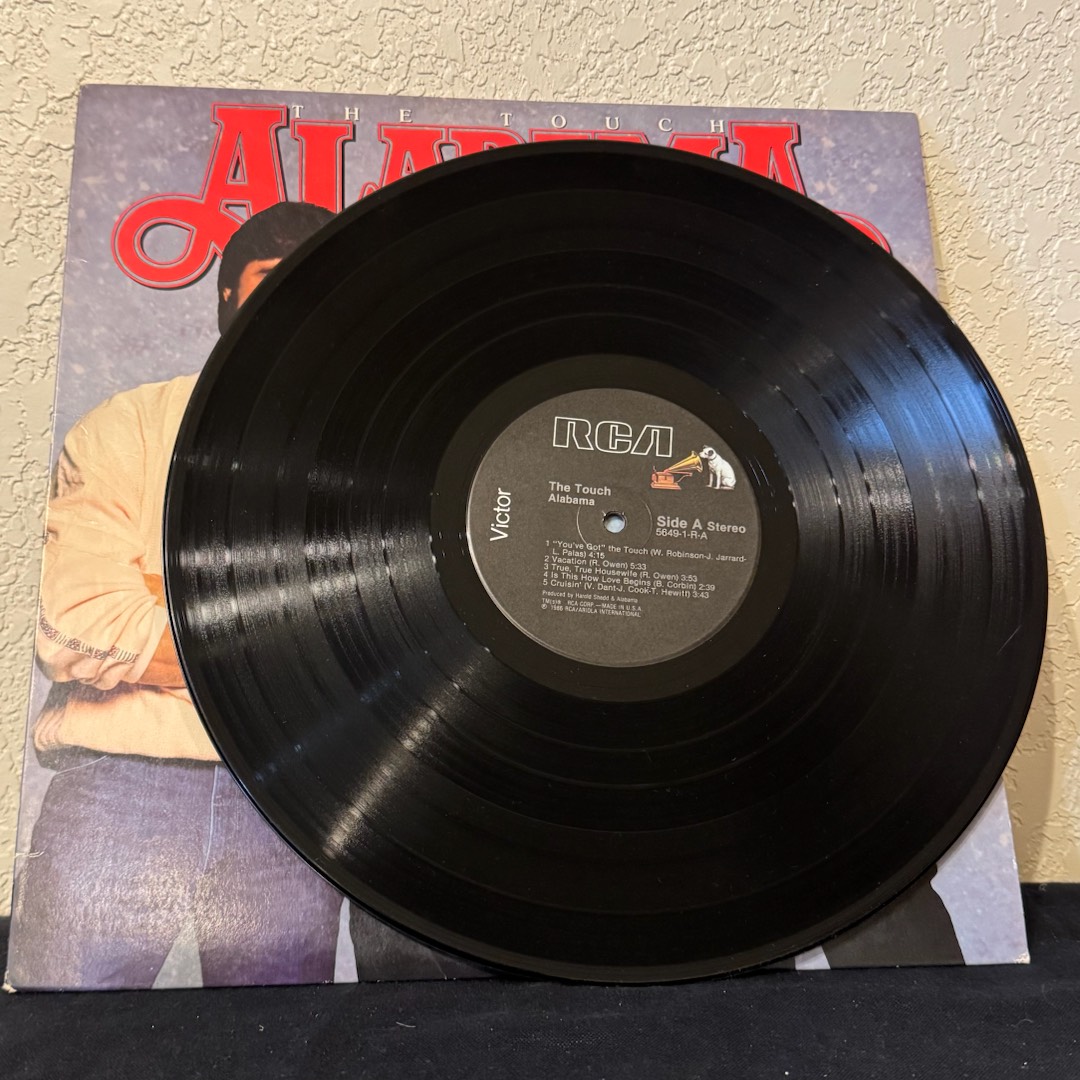 THE TOUCH
ALABAMA
RCA
Victor
The Touch
Alabama
Side A Stereo
5649-1-R-A
1 "You've Got" the Touch (W. Robinson-J. Jarrard-
L. Palas) 4:15
2 Vacation (R. Owen) 5:33
3 True, True Housewife (R. Owen) 3:53
4 Is This How Love Begins (B. Corbin) 2:39
5 Cruisin' (V. Dant-J. Cook-T. Hewitt) 3:43
Produced by Harold Shedd & Alabama
RCA CORP.—MADE IN U.S.A.
℗ 1986 RCA/ARIOLA INTERNATIONAL